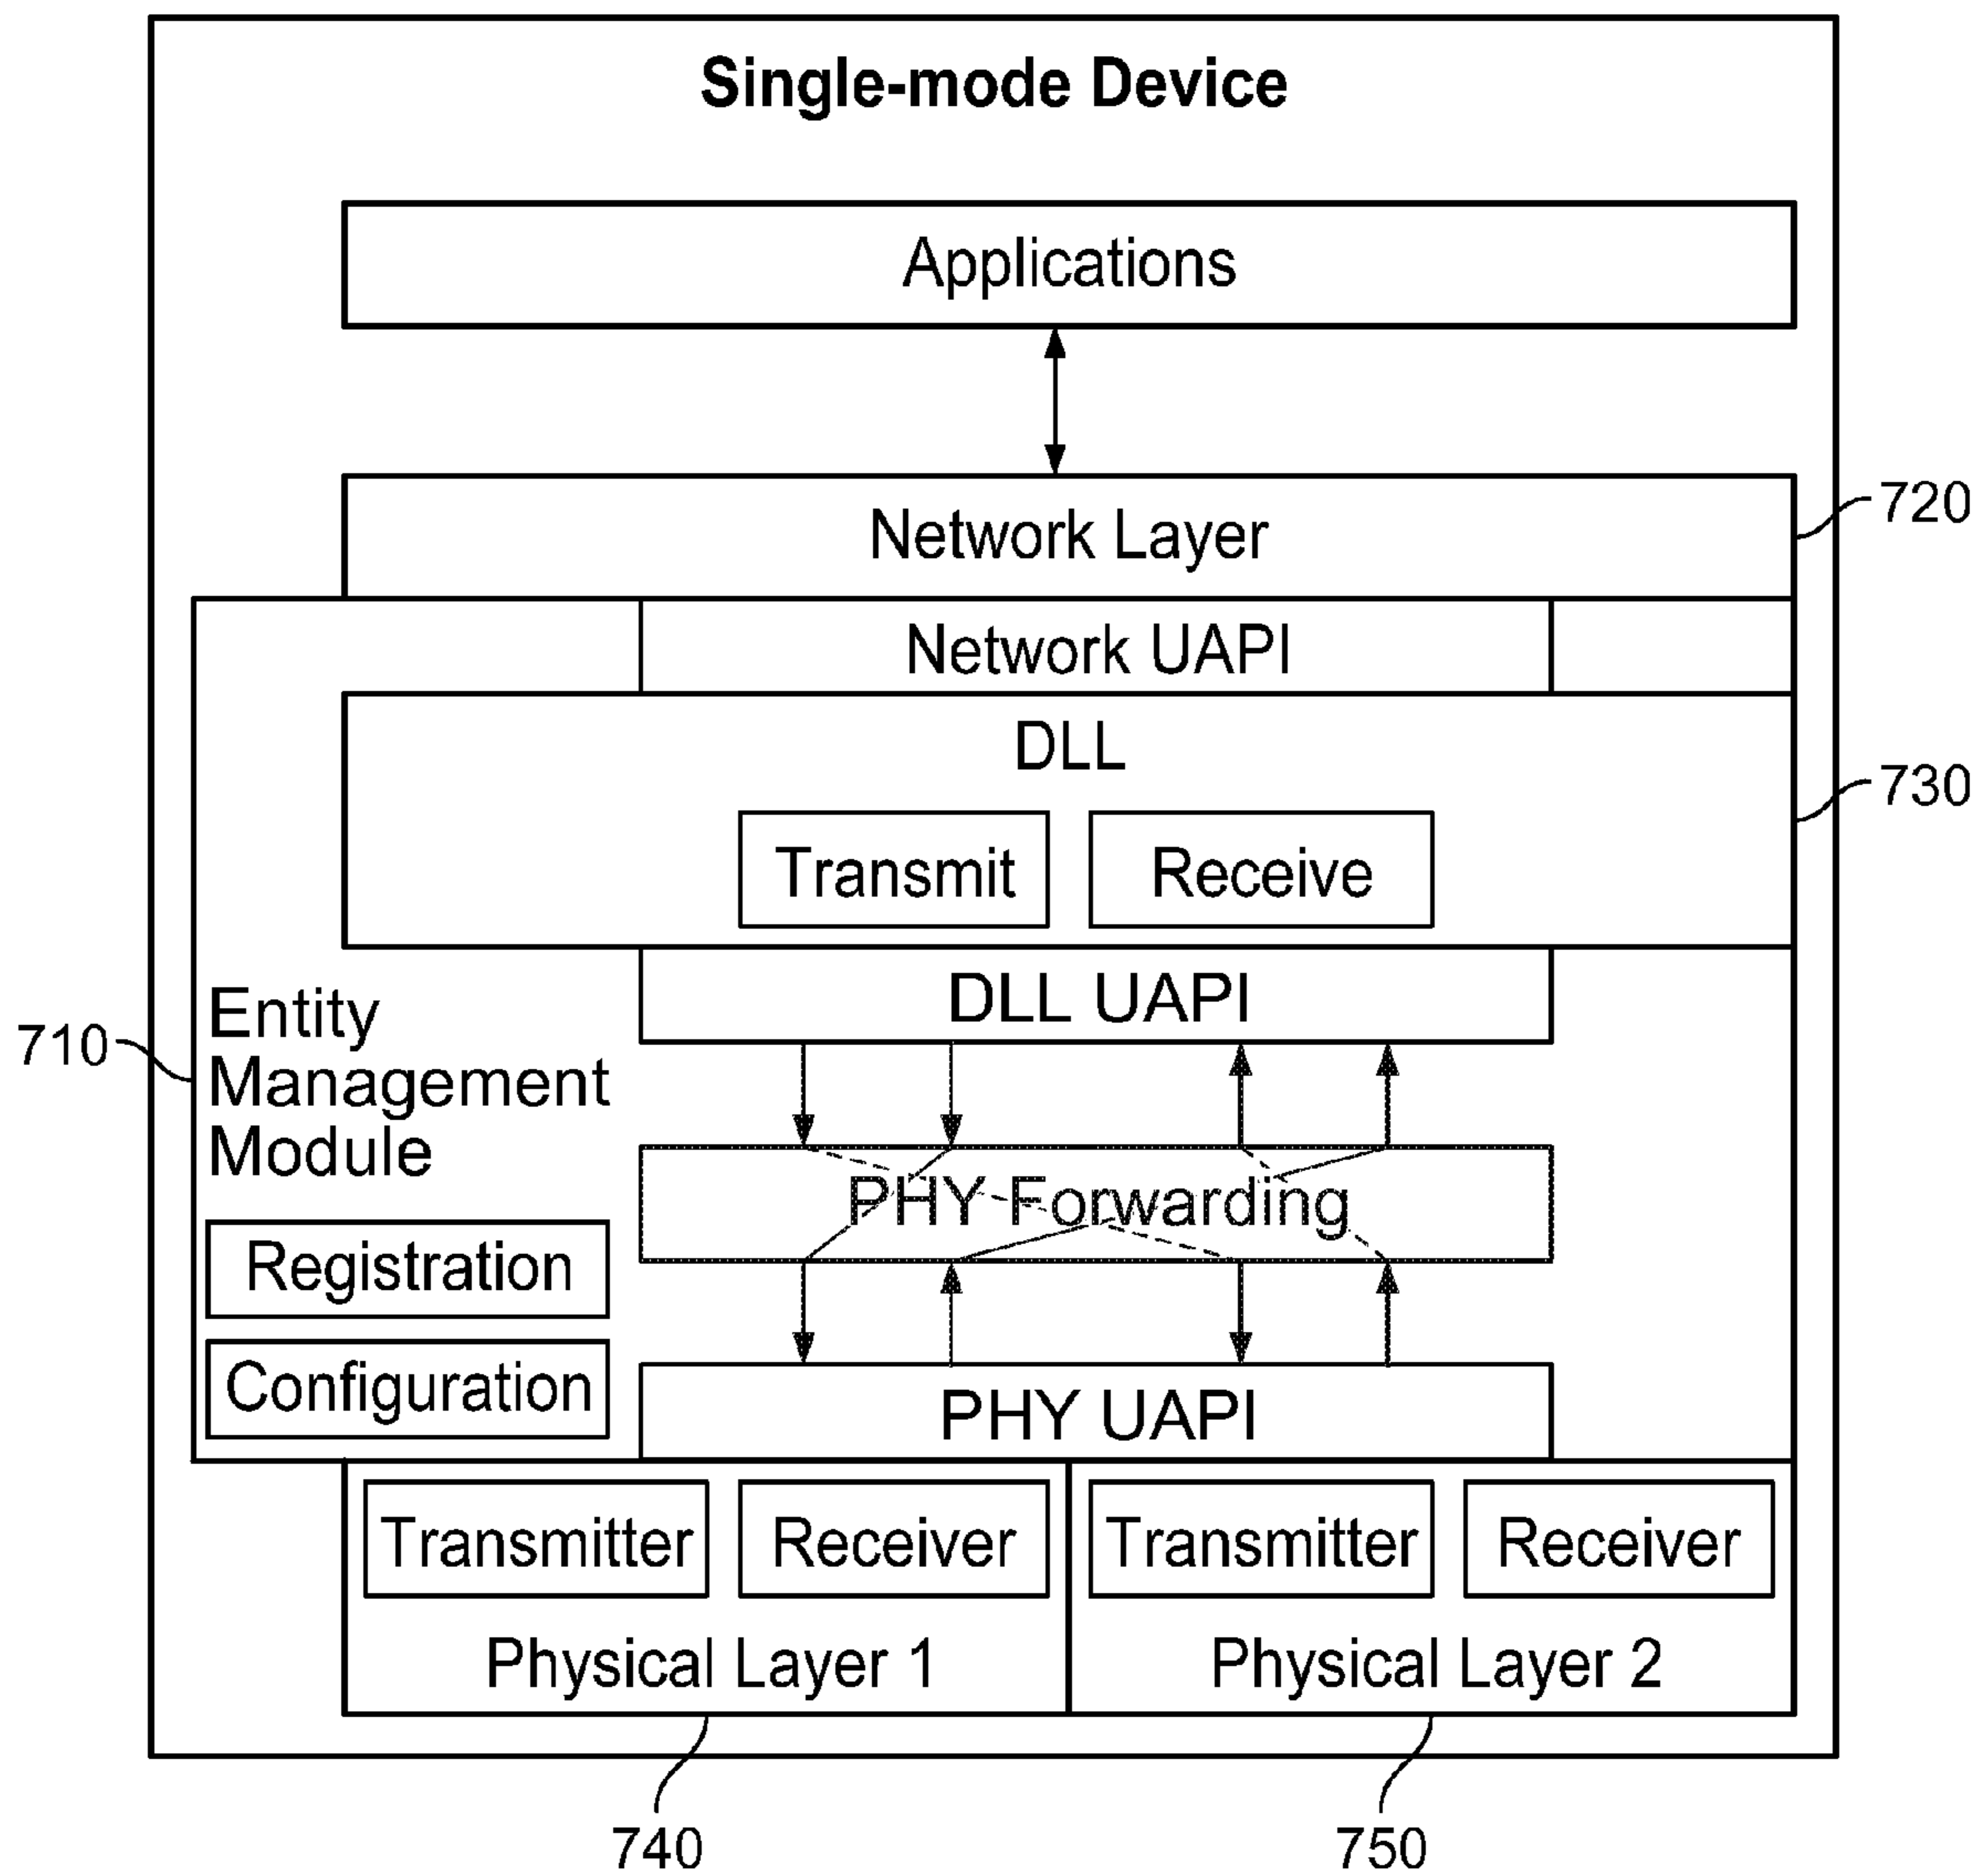 Single-mode Device
Applications
Network Layer
720
Network UAPI
DLL
730
Transmit
Receive
DLL UAPI
Entity
Management
Module
710
PHY Forwarding
Registration
Configuration
PHY UAPI
Transmitter
Receiver
Transmitter
Receiver
Physical Layer 1
Physical Layer 2
740
750